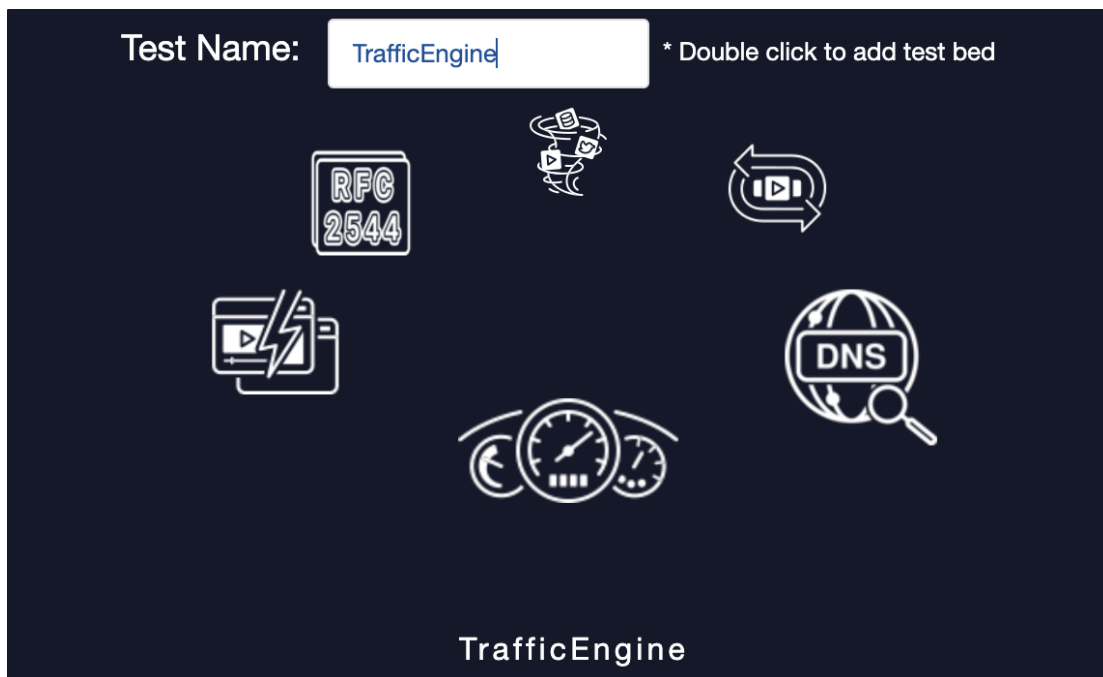 Test Name: TrafficEngine * Double click to add test bed
RFC
2544
DNS
TrafficEngine